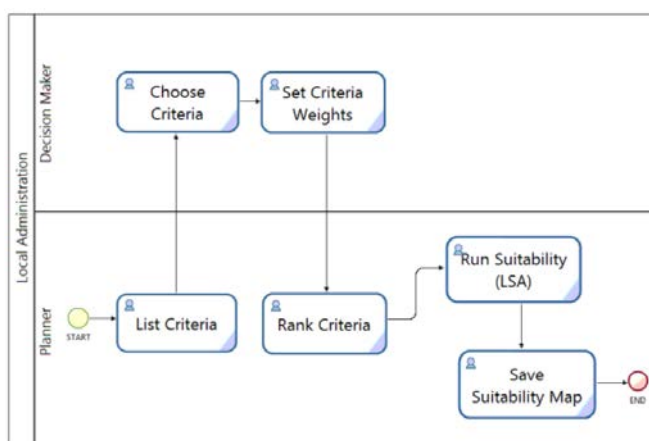 Local Administration
Decision Maker
Choose
Criteria
Set Criteria
Weights
Planner
START
List Criteria
Rank Criteria
Run Suitability
(LSA)
Save
Suitability Map
END